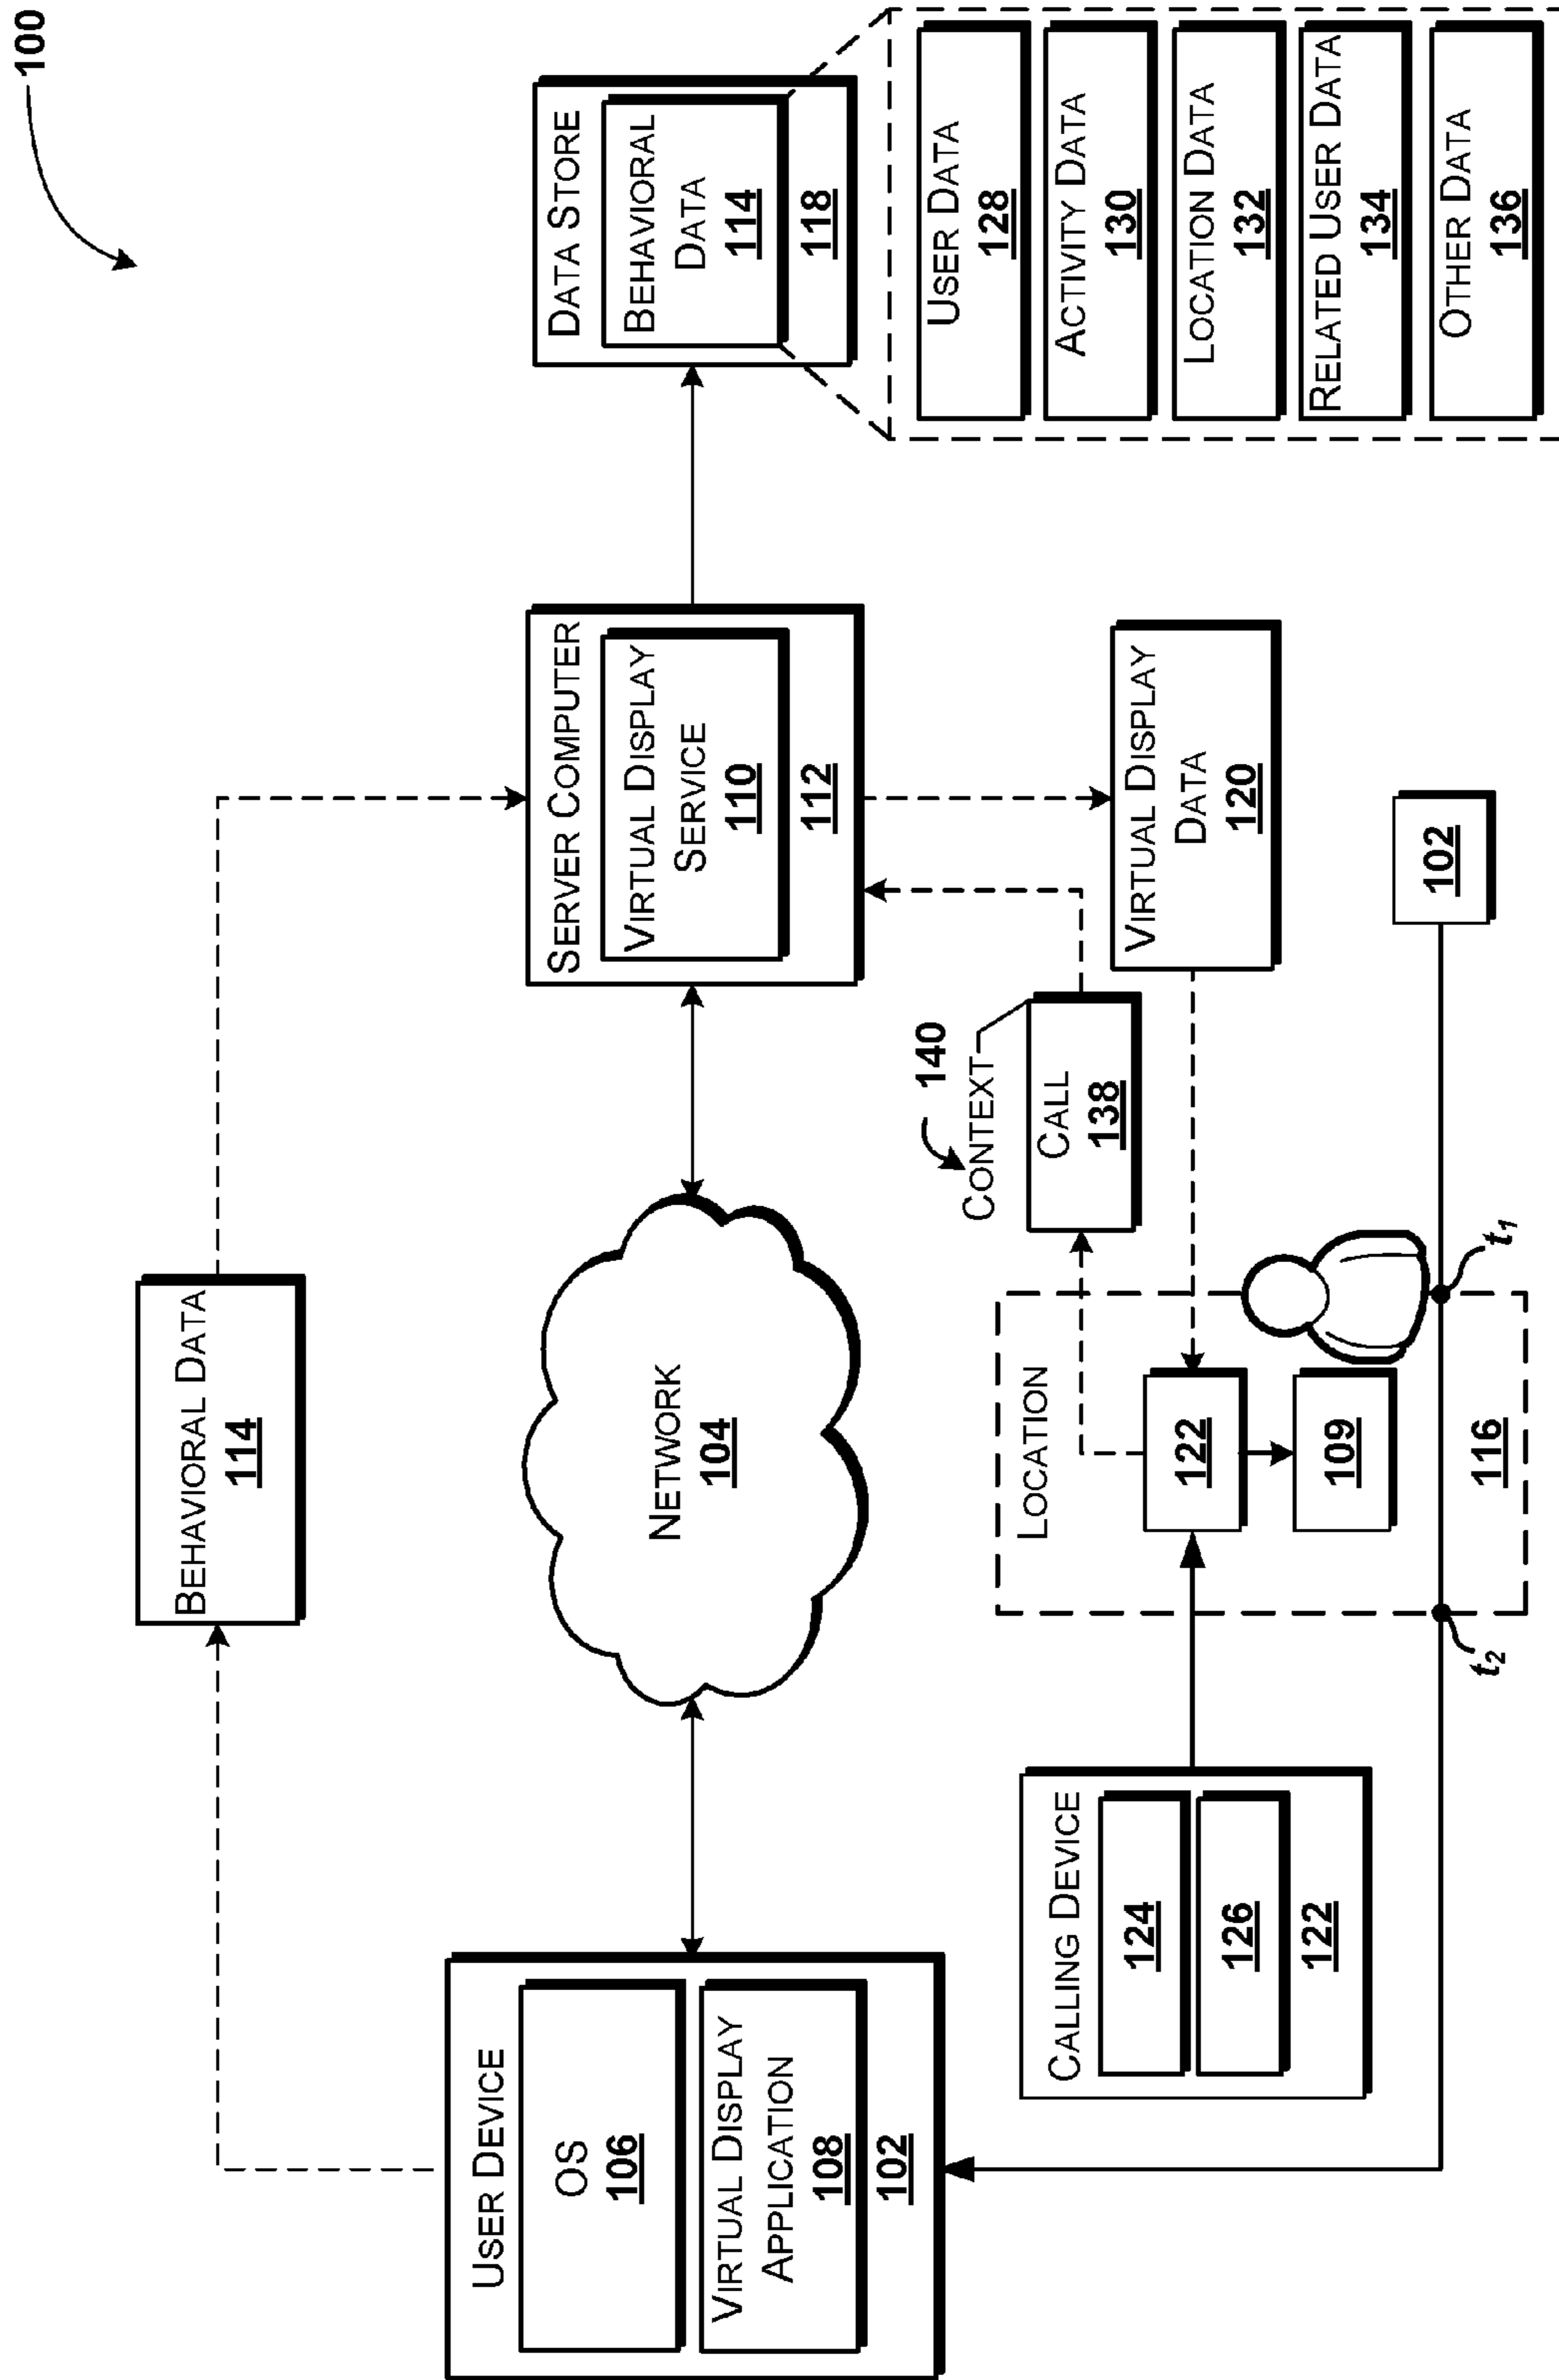 100
BEHAVIORAL DATA
114
USER DEVICE
OS
106
VIRTUAL DISPLAY
APPLICATION
108
102
NETWORK
104
SERVER COMPUTER
VIRTUAL DISPLAY
SERVICE
110
112
DATA STORE
BEHAVIORAL
DATA
114
118
USER DATA
128
ACTIVITY DATA
130
LOCATION DATA
132
RELATED USER DATA
134
OTHER DATA
136
140
CONTEXT
CALL
138
VIRTUAL DISPLAY
DATA
120
CALLING DEVICE
124
126
122
LOCATION
122
109
116
102
t2
t1